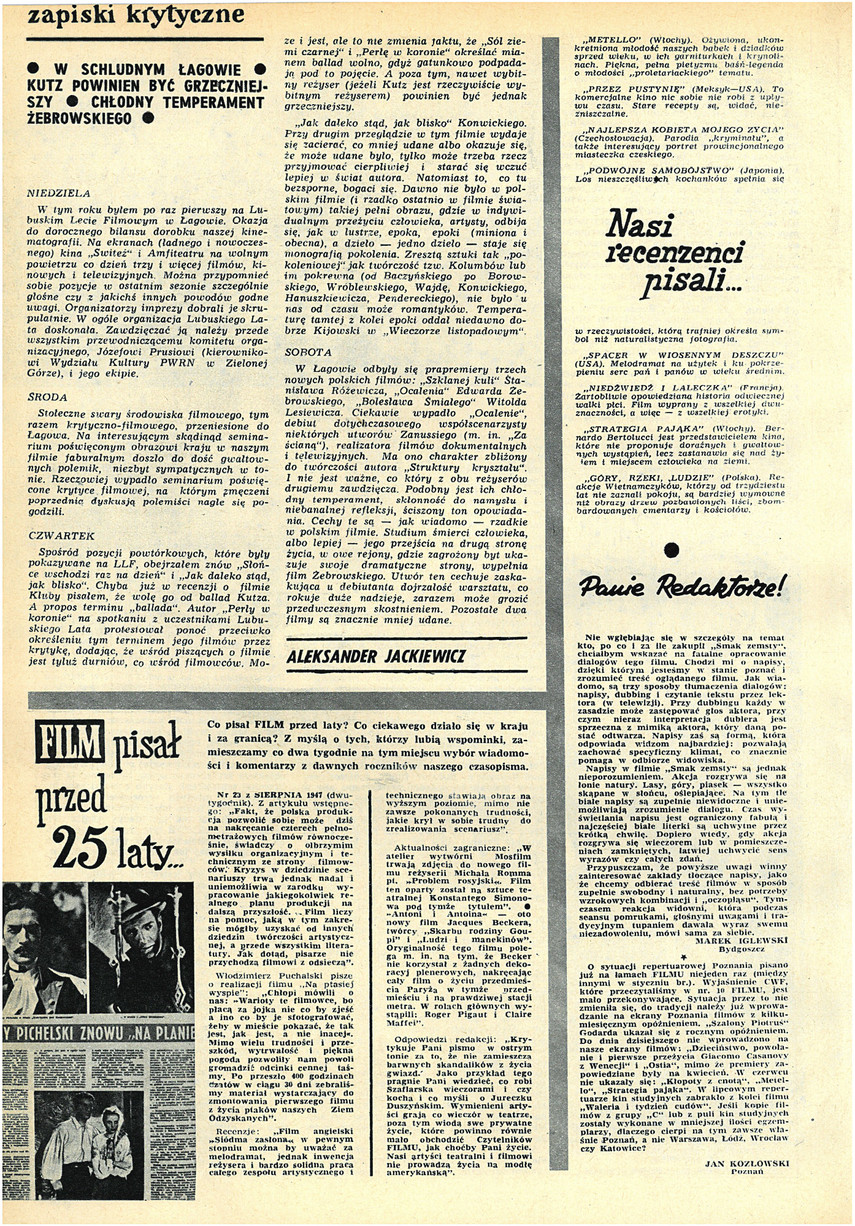 zapiski krytyczne
● W SCHLUDNYM ŁAGOWIE ●
KUTZ POWINIEN BYĆ GRZECZNIEJ-
SZY ● CHŁODNY TEMPERAMENT
ŻEBROWSKIEGO ●
NIEDZIELA
W tym roku byłem po raz pierwszy na Lu-
buskim Lecie Filmowym w Łagowie. Okazja
do dorocznego bilansu dorobku naszej kine-
matografii. Na ekranach (ładnego i nowoczes-
nego) kina „Świteź” i Amfiteatru na wolnym
powietrzu co dzień trzy i więcej filmów, ki-
nowych i telewizyjnych. Można przypomnieć
sobie pozycje w ostatnim sezonie szczególnie
głośne czy z jakichś innych powodów godne
uwagi. Organizatorzy imprezy dobrali je skru-
pulatnie. W ogóle organizacja Lubuskiego La-
ta doskonała. Zawdzięczać ją należy przede
wszystkim przewodniczącemu komitetu orga-
nizacyjnego, Józefowi Prusiowi (kierowniko-
wi Wydziału Kultury PWRN w Zielonej
Górze), i jego ekipie.
ŚRODA
Stołeczne swary środowiska filmowego, tym
razem krytyczno-filmowego, przeniesione do
Łagowa. Na interesującym skądinąd semina-
rium poświęconym obrazowi kraju w naszym
filmie fabularnym doszło do dość gwałtow-
nych polemik, niezbyt sympatycznych w to-
nie. Rzeczowiej wypadło seminarium poświę-
cone krytyce filmowej, na którym zmęczeni
poprzednią dyskusją polemiści nagle się po-
godzili.
CZWARTEK
Spośród pozycji powtórkowych, które były
pokazywane na LLF, obejrzałem znów „Słoń-
ce wschodzi raz na dzień” i „Jak daleko stąd,
jak blisko”. Chyba już w recenzji o filmie
Kluby pisałem, że wolę go od ballad Kutza.
A propos terminu „ballada”. Autor „Perły w
koronie” na spotkaniu z uczestnikami Lubu-
skiego Lata protestował ponoć przeciwko
określeniu tym terminem jego filmów przez
krytykę, dodając, że wśród piszących o filmie
jest tyluż durniów, co wśród filmowców. Mo-
że i jest, ale to nie zmienia faktu, że „Sól zie-
mi czarnej” i „Perłę w koronie” określać mia-
nem ballad wolno, gdyż gatunkowo podpada-
ją pod to pojęcie. A poza tym, nawet wybit-
ny reżyser (jeżeli Kutz jest rzeczywiście wy-
bitnym reżyserem) powinien być jednak
grzeczniejszy.
„Jak daleko stąd, jak blisko” Konwickiego.
Przy drugim przeglądzie w tym filmie wydaje
się zacierać, co mniej udane albo okazuje się,
że może udane było, tylko może trzeba rzecz
przyjmować cierpliwiej i starać się wczuć
lepiej w świat autora. Natomiast to, co tu
bezsporne, bogaci się. Dawno nie było w pol-
skim filmie (i rzadko ostatnio w filmie świa-
towym) takiej pełni obrazu, gdzie w indywi-
dualnym przeżyciu człowieka, artysty, odbija
się, jak w lustrze, epoka, epoki (miniona i
obecna), a dzieło — jedno dzieło — staje się
monografią pokolenia. Zresztą sztuki tak „po-
koleniowej” jak twórczość tzw. Kolumbów lub
im pokrewna (od Baczyńskiego po Borow-
skiego, Wróblewskiego, Wajdę, Konwickiego,
Hanuszkiewicza, Pendereckiego), nie było u
nas od czasu może romantyków. Tempera-
turę tamtej z kolei epoki oddał niedawno do-
brze Kijowski w „Wieczorze listopadowym”.
SOBOTA
W Łagowie odbyły się prapremiery trzech
nowych polskich filmów: „Szklanej kuli” Sta-
nisława Różewicza, „Ocalenia” Edwarda Że-
browskiego, „Bolesława Śmiałego” Witolda
Lesiewicza. Ciekawie wypadło „Ocalenie”,
debiut dotychczasowego współscenarzysty
niektórych utworów Zanussiego (m. in. „Za
ścianą”), realizatora filmów dokumentalnych
i telewizyjnych. Ma ono charakter zbliżony
do twórczości autora „Struktury kryształu”.
I nie jest ważne, co który z obu reżyserów
drugiemu zawdzięcza. Podobny jest ich chło-
dny temperament, skłonność do namysłu i
niebanalnej refleksji, ściszony ton opowiada-
nia. Cechy te są — jak wiadomo — rzadkie
w polskim filmie. Studium śmierci człowieka,
albo lepiej — jego przejścia na drugą stronę
życia, w owe rejony, gdzie zagrożony byt uka-
zuje swoje dramatyczne strony, wypełnia
film Żebrowskiego. Utwór ten cechuje zaska-
kująca u debiutanta dojrzałość warsztatu, co
rokuje duże nadzieje, zarazem może grozić
przedwczesnym skostnieniem. Pozostałe dwa
filmy są znacznie mniej udane.
ALEKSANDER JACKIEWICZ
„METELLO” (Włochy). Ożywiona, ukon-
kretniona młodość naszych babek i dziadków
sprzed wieku, w ich garniturkach i krynoli-
nach. Piękna, pełna pietyzmu baśń-legenda
o młodości „proletariackiego” tematu.
„PRZEZ PUSTYNIĘ” (Meksyk—USA). To
komercjalne kino nic sobie nie robi z upły-
wu czasu. Stare recepty są, widać, nie-
zniszczalne.
„NAJLEPSZA KOBIETA MOJEGO ŻYCIA”
(Czechosłowacja). Parodia „kryminału”, a
także interesujący portret prowincjonalnego
miasteczka czeskiego.
„PODWÓJNE SAMOBÓJSTWO” (Japonia).
Los nieszczęśliwych kochanków spełnia się
Nasi
recenzenci
pisali...
w rzeczywistości, którą trafniej określa sym-
bol niż naturalistyczna fotografia.
„SPACER W WIOSENNYM DESZCZU”
(USA). Melodramat na użytek i ku pokrze-
pieniu serc pań i panów w wieku średnim.
„NIEDŹWIEDŹ I LALECZKA” (Francja).
Żartobliwie opowiedziana historia odwiecznej
walki płci. Film wyprany z wszelkiej dwu-
znaczności, a więc — z wszelkiej erotyki.
„STRATEGIA PAJĄKA” (Włochy). Ber-
nardo Bertolucci jest przedstawicielem kina,
które nie proponuje doraźnych i gwałtow-
nych wystąpień, lecz zastanawia się nad ży-
ciem i miejscem człowieka na ziemi.
„GÓRY, RZEKI, LUDZIE” (Polska). Re-
akcje Wietnamczyków, którzy od trzydziestu
lat nie zaznali pokoju, są bardziej wymowne
niż obrazy drzew pozbawionych liści, zbom-
bardowanych cmentarzy i kościołów.
●
Panie Redaktorze!
Nie wgłębiając się w szczegóły na temat
kto, po co i za ile zakupił „Smak zemsty”,
chciałbym wskazać na fatalne opracowanie
dialogów tego filmu. Chodzi mi o napisy,
dzięki którym jesteśmy w stanie poznać i
zrozumieć treść oglądanego filmu. Jak wia-
domo, są trzy sposoby tłumaczenia dialogów:
napisy, dubbing i czytanie tekstu przez lek-
tora (w telewizji). Przy dubbingu każdy w
zasadzie może zastępować głos aktora, przy
czym nieraz interpretacja dublera jest
sprzeczna z mimiką aktora, który daną po-
stać odtwarza. Napisy zaś są formą, która
odpowiada widzom najbardziej: pozwalają
zachować specyficzny klimat, co znacznie
pomaga w odbiorze widowiska.
Napisy w filmie „Smak zemsty” są jednak
nieporozumieniem. Akcja rozgrywa się na
łonie natury. Lasy, góry, piasek — wszystko
skąpane w słońcu, oślepiające. Na tym tle
białe napisy są zupełnie niewidoczne i unie-
możliwiają zrozumienie dialogu. Czas wy-
świetlania napisu jest ograniczony fabułą i
najczęściej białe literki są uchwytne przez
krótką chwilę. Dopiero wtedy, gdy akcja
rozgrywa się wieczorem lub w pomieszcze-
niach zamkniętych, łatwiej uchwycić sens
wyrazów czy całych zdań.
Przypuszczam, że powyższe uwagi winny
zainteresować zakłady tłoczące napisy, jako
że chcemy odbierać treść filmów w sposób
zupełnie swobodny i naturalny, bez potrzeby
wzrokowych kombinacji i „oczopląsu”. Tym-
czasem reakcja widowni, która podczas
seansu pomrukami, głośnymi uwagami i tra-
dycyjnym tupaniem dawała wyraz swemu
niezadowoleniu, mówi sama za siebie.
MAREK IGLEWSKI
Bydgoszcz
★
O sytuacji repertuarowej Poznania pisano
już na łamach FILMU niejeden raz (między
innymi w styczniu br.). Wyjaśnienie CWF,
które przeczytaliśmy w nr. 10 FILMU, jest
mało przekonywające. Sytuacja przez to nie
zmieniła się, do tradycji należy już wprowa-
dzanie na ekrany Poznania filmów z kilku-
miesięcznym opóźnieniem. „Szalony Piotruś”
Godarda ukazał się z rocznym opóźnieniem.
Do dnia dzisiejszego nie wprowadzono na
nasze ekrany filmów: „Dzieciństwo, powoła-
nie i pierwsze przeżycia Giacomo Casanovy
z Wenecji” i „Ostia”, mimo że premiery za-
powiedziane były na kwiecień. W czerwcu
nie ukazały się: „Kłopoty z cnotą”, „Metel-
lo”, „Strategia pająka”. W lipcowym reper-
tuarze kin studyjnych zabrakło z kolei filmu
„Waleria i tydzień cudów”. Jeśli kopie fil-
mów z grupy „C” lub z puli kin studyjnych
zostały wykonane w mniejszej ilości egzem-
plarzy, dlaczego cierpi na tym zawsze wła-
śnie Poznań, a nie Warszawa, Łódź, Wrocław
czy Katowice?
JAN KOZŁOWSKI
Poznań
FILM pisał
przed
25 laty...
Y PICHELSKI ZNOWU „NA PLANIE
Co pisał FILM przed laty? Co ciekawego działo się w kraju
i za granicą? Z myślą o tych, którzy lubią wspominki, za-
mieszczamy co dwa tygodnie na tym miejscu wybór wiadomo-
ści i komentarzy z dawnych roczników naszego czasopisma.
Nr 23 z SIERPNIA 1947 (dwu-
tygodnik). Z artykułu wstępne-
go: „Fakt, że polska produk-
cja pozwolić sobie może dziś
na nakręcanie czterech pełno-
metrażowych filmów równocze-
śnie, świadczy o olbrzymim
wysiłku organizacyjnym i te-
chnicznym ze strony filmow-
ców. Kryzys w dziedzinie sce-
nariuszy trwa jednak nadal i
uniemożliwia w zarodku wy-
pracowanie jakiegokolwiek re-
alnego planu produkcji na
dalszą przyszłość. .. Film liczy
na pomoc, jaką w tym zakre-
sie mógłby uzyskać od innych
dziedzin twórczości artystycz-
nej, a przede wszystkim litera-
tury. Jak dotąd, pisarze nie
przychodzą filmowi z odsieczą”.
Włodzimierz Puchalski pisze
o realizacji filmu „Na ptasiej
wyspie”: „Chłopi mówili o
nas: «Wartoty te filmowce, bo
płacą za jojka nie co by zjeść
a ino co by je sfotografować,
żeby w mieście pokazać, że tak
jest, jak jest, a nie inacej».
Mimo wielu trudności i prze-
szkód, wytrwałość i piękna
pogoda pozwoliły nam powoli
gromadzić odcinki cennej taś-
my. Po przeszło 400 godzinach
czatów w ciągu 30 dni zebraliś-
my materiał wystarczający do
zmontowania pierwszego filmu
z życia ptaków naszych Ziem
Odzyskanych”.
Recenzje: „Film angielski
«Siódma zasłona» w pewnym
stopniu można by uważać za
melodramat, jednak inwencja
reżysera i bardzo solidna praca
całego zespołu artystycznego i
technicznego stawiają obraz na
wyższym poziomie, mimo nie
zawsze pokonanych trudności,
jakie krył w sobie trudny do
zrealizowania scenariusz”.
Aktualności zagraniczne: „W
atelier wytwórni Mosfilm
trwają zdjęcia do nowego fil-
mu reżyserii Michała Romma
pt. „Problem rosyjski». Film
ten oparty został na sztuce te-
atralnej Konstantego Simono-
wa pod tymże tytułem”. ●
«Antoni i Antoina» — oto
nowy film Jacques Beckera,
twórcy „Skarbu rodziny Gou-
pi” i „Ludzi i manekinów”.
Oryginalność tego filmu pole-
ga m. in. na tym, że Becker
nie korzystał z żadnych deko-
racyj plenerowych, nakręcając
cały film o życiu przedmieś-
cia Paryża w tymże przed-
mieściu i na prawdziwej stacji
metra. W rolach głównych wy-
stąpili: Roger Pigaut i Claire
Maffei”.
Odpowiedzi redakcji: „Kry-
tykuje Pani pismo w ostrym
tonie za to, że nie zamieszcza
barwnych skandalików z życia
gwiazd. Jako przykład tego
pragnie Pani wiedzieć, co robi
Szaflarska wieczorami i czy
kocha i co myśli o Jureczku
Duszyńskim. Wymienieni arty-
ści grają co wieczór w teatrze,
poza tym wiodą swe prywatne
życie, które powinno równie
mało obchodzić Czytelników
FILMU, jak choćby Pani życie.
Nasi artyści teatralni i filmowi
nie prowadzą życia na modłę
amerykańską”.